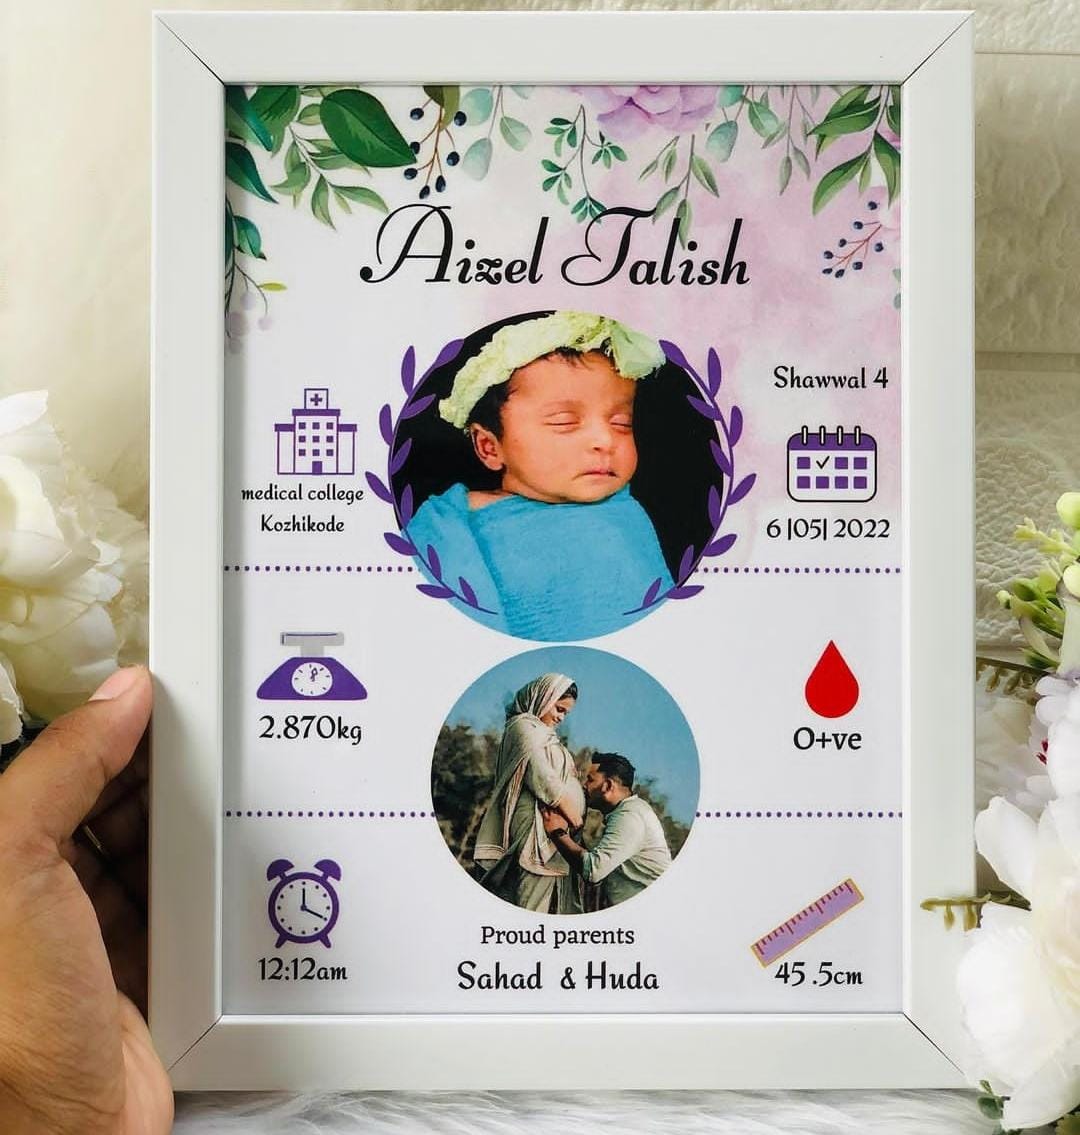 Aizel Talish
Shawwal 4
medical college
Kozhikode
6 |05| 2022
2.870kg
O+ve
12:12am
Proud parents
Sahad & Huda
45 .5cm